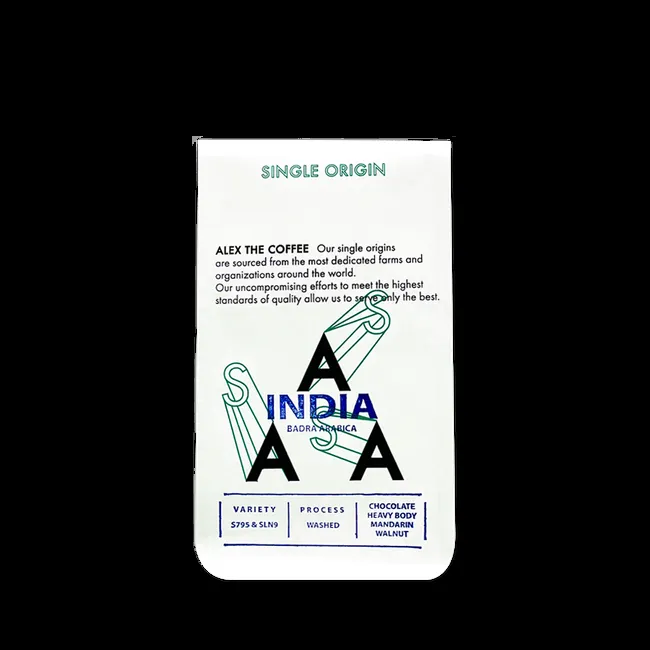 SINGLE ORIGIN
ALEX THE COFFEE Our single origins
are sourced from the most dedicated farms and
organizations around the world.
Our uncompromising efforts to meet the highest
standards of quality allow us to serve only the best.
S
A
S
INDIA
BADRA ARABICA
S
A A
VARIETY PROCESS CHOCOLATE
HEAVY BODY
S795 & SLN9 WASHED MANDARIN
WALNUT